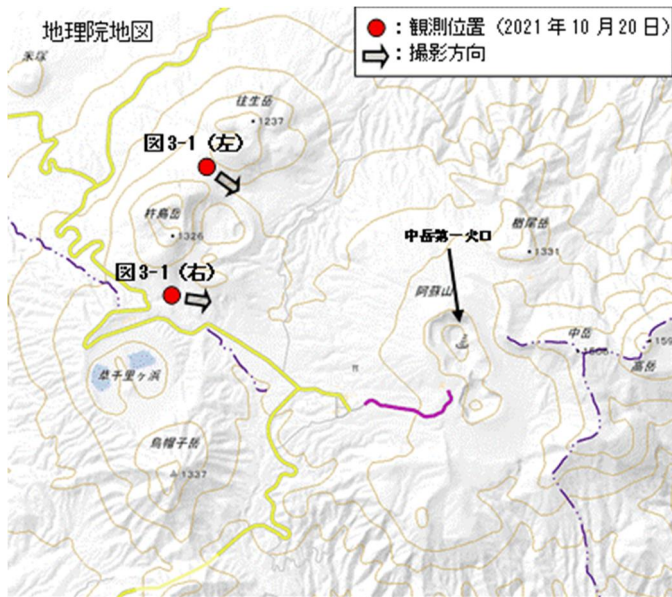 地理院地図
●：観測位置（2021年10月20日）
⇨：撮影方向
米塚
往生岳
1237
図3-1（左）
杵島岳
1326
図3-1（右）
中岳第一火口
楢尾岳
1331
阿蘇山
中岳
高岳
草千里ヶ浜
烏帽子岳
1337